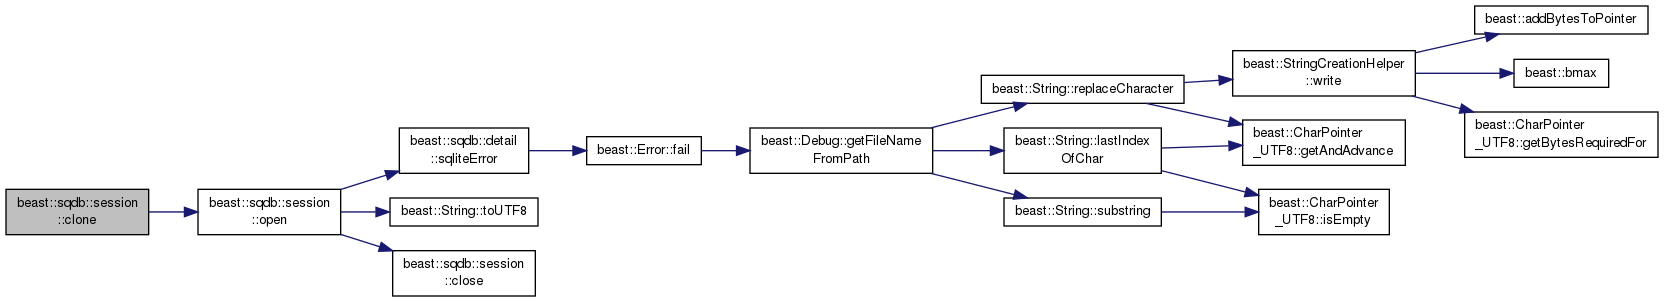 beast::sqdb::session
::clone
beast::sqdb::session
::open
beast::sqdb::detail
::sqliteError
beast::String::toUTF8
beast::sqdb::session
::close
beast::Error::fail
beast::Debug::getFileName
FromPath
beast::String::replaceCharacter
beast::String::lastIndex
OfChar
beast::String::substring
beast::StringCreationHelper
::write
beast::CharPointer
_UTF8::getAndAdvance
beast::CharPointer
_UTF8::isEmpty
beast::addBytesToPointer
beast::bmax
beast::CharPointer
_UTF8::getBytesRequiredFor